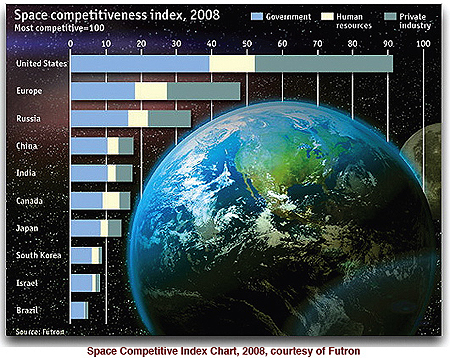 Space competitiveness index, 2008
Most competitive=100
Government
Human resources
Private industry
0 10 20 30 40 50 60 70 80 90 100
United States
Europe
Russia
China
India
Canada
Japan
South Korea
Israel
Brazil
Source: Futron
Space Competitive Index Chart, 2008, courtesy of Futron